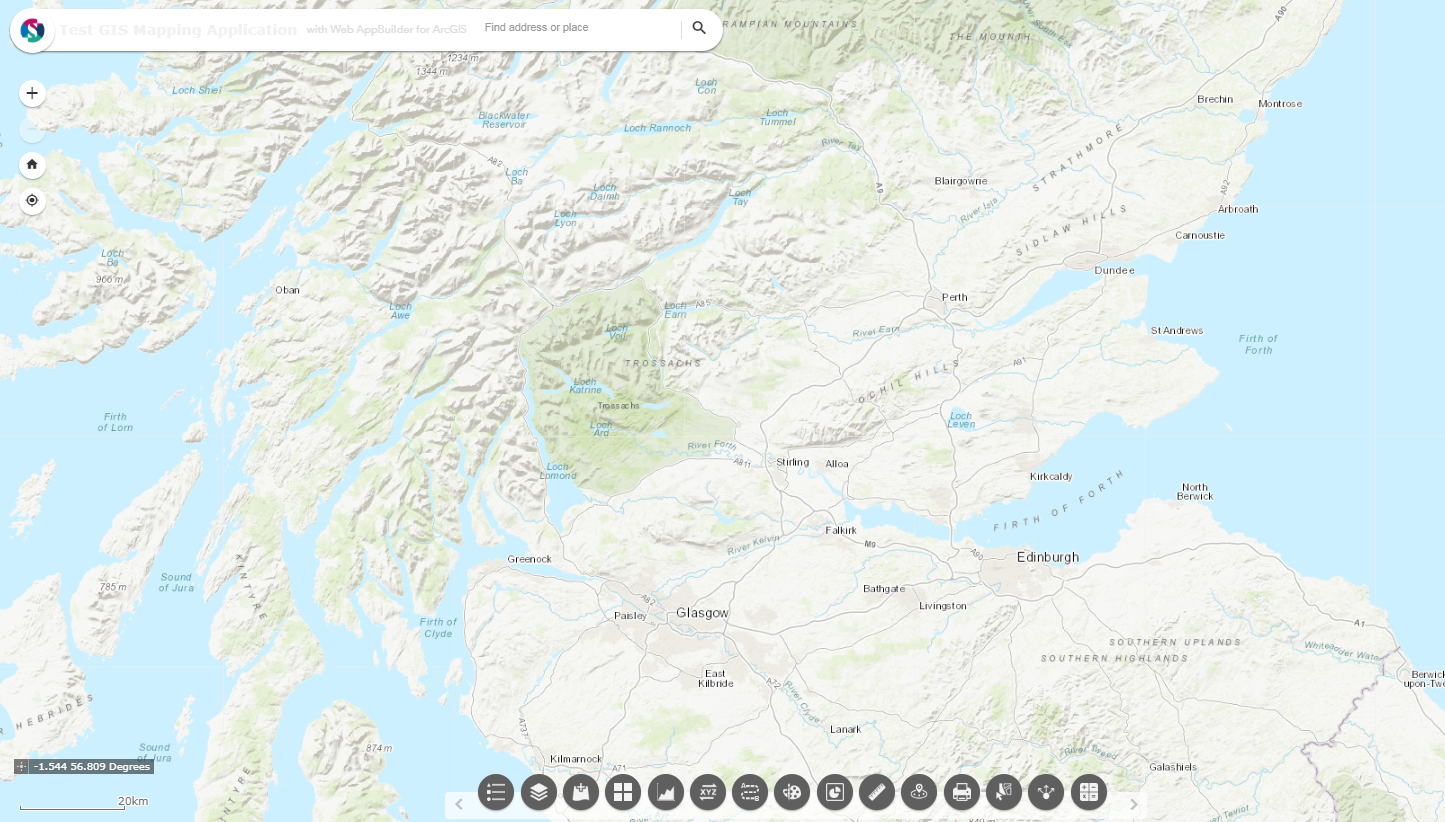 Test GIS Mapping Application with Web AppBuilder for ArcGIS Find address or place
THE MOUNTH
A90
South Esk
1234 m
1344 m
Loch Shiel
Loch
Con
Brechin
Montrose
Blackwater
Reservoir
Loch Rannoch
Loch
Tummel
River Tay
STRATHMORE
A82
Loch
Ba
Loch
Daimh
Loch
Tay
A9
Blairgowrie
A92
River Isla
Arbroath
Loch
Lyon
SIDLAW HILLS
Carnoustie
Loch
Ba
966 m
Dundee
Oban
Perth
Loch
Awe
Loch
Earn
A85
River Earn
St Andrews
Loch
Voil
Firth of
Forth
TROSSACHS
A91
OCHIL HILLS
Loch
Katrine
Trossachs
Firth
of Lorn
Loch
Ard
Loch
Leven
River Forth
A811
Stirling
Alloa
Loch
Lomond
Kirkcaldy
North
Berwick
FIRTH OF FORTH
Falkirk
River Kelvin
M9
A90
Edinburgh
Greenock
Sound
of Jura
785 m
KINTYRE
Bathgate
A82
Livingston
Paisley
Glasgow
Firth of
Clyde
A1
SOUTHERN UPLANDS
Whiteadder Water
SOUTHERN HIGHLANDS
East
Kilbride
A72
River Clyde
Berwick
upon-Tw
HEBRIDES
A737
Lanark
Sound
of Jura
874 m
River Tweed
Kilmarnock
A71
Galashiels
-1.544 56.809 Degrees
KINTYRE
XYZ
20km
River Teviot